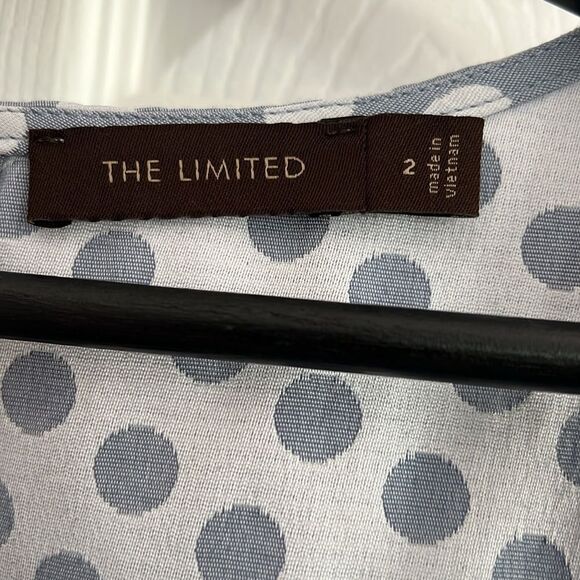 THE LIMITED
2
made in
vietnam